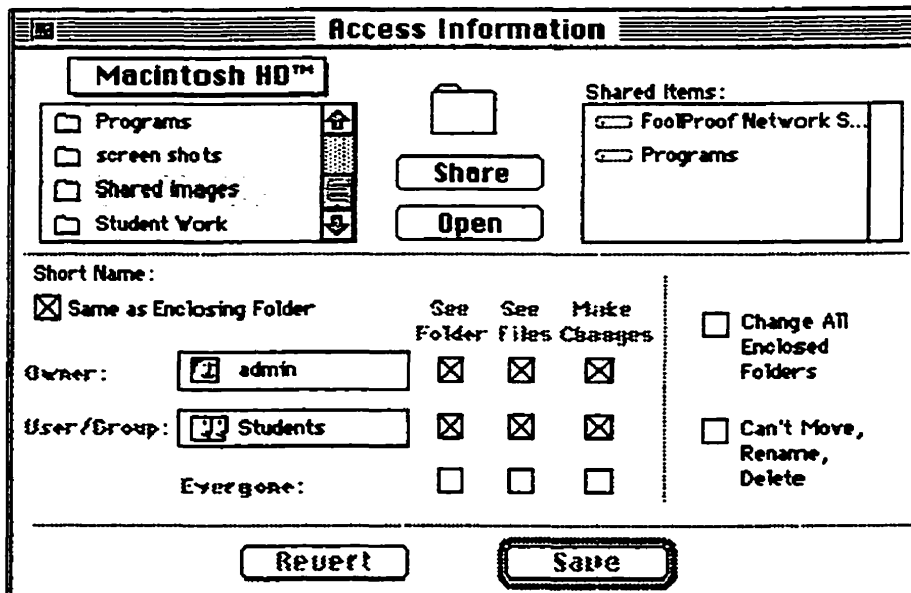 Access Information
Macintosh HD™
Programs
screen shots
Shared images
Student Work
Share
Open
Shared Items:
FoolProof Network S...
Programs
Short Name:
Same as Enclosing Folder
See Folder
See Files
Make Changes
Owner:
admin
User/Group:
Students
Everyone:
Change All
Enclosed
Folders
Can't Move,
Rename,
Delete
Revert
Save